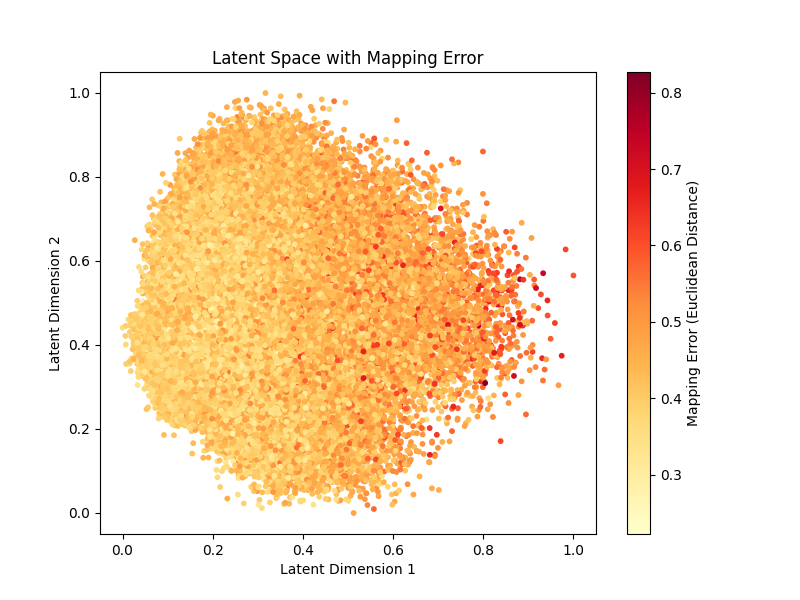 Latent Space with Mapping Error
1.0
0.8
0.6
0.4
0.2
0.0
Latent Dimension 2
0.0 0.2 0.4 0.6 0.8 1.0
Latent Dimension 1
0.8
0.7
0.6
0.5
0.4
0.3
Mapping Error (Euclidean Distance)